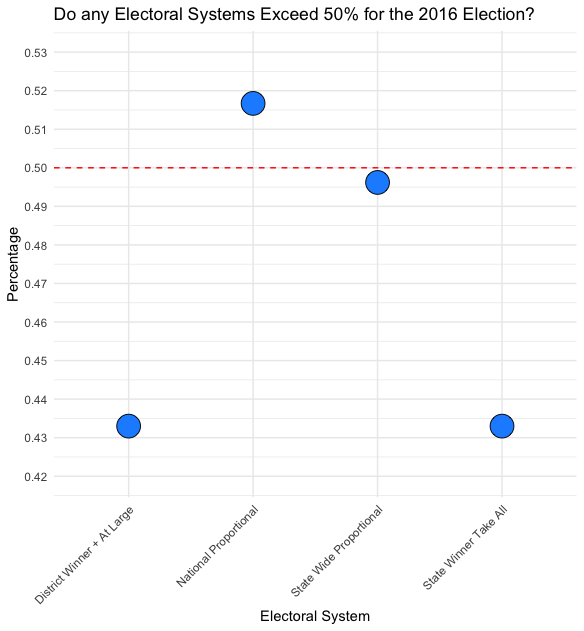 Do any Electoral Systems Exceed 50% for the 2016 Election?
Percentage
0.53
0.52
0.51
0.50
0.49
0.48
0.47
0.46
0.45
0.44
0.43
0.42
District Winner + At Large
National Proportional
State Wide Proportional
State Winner Take All
Electoral System